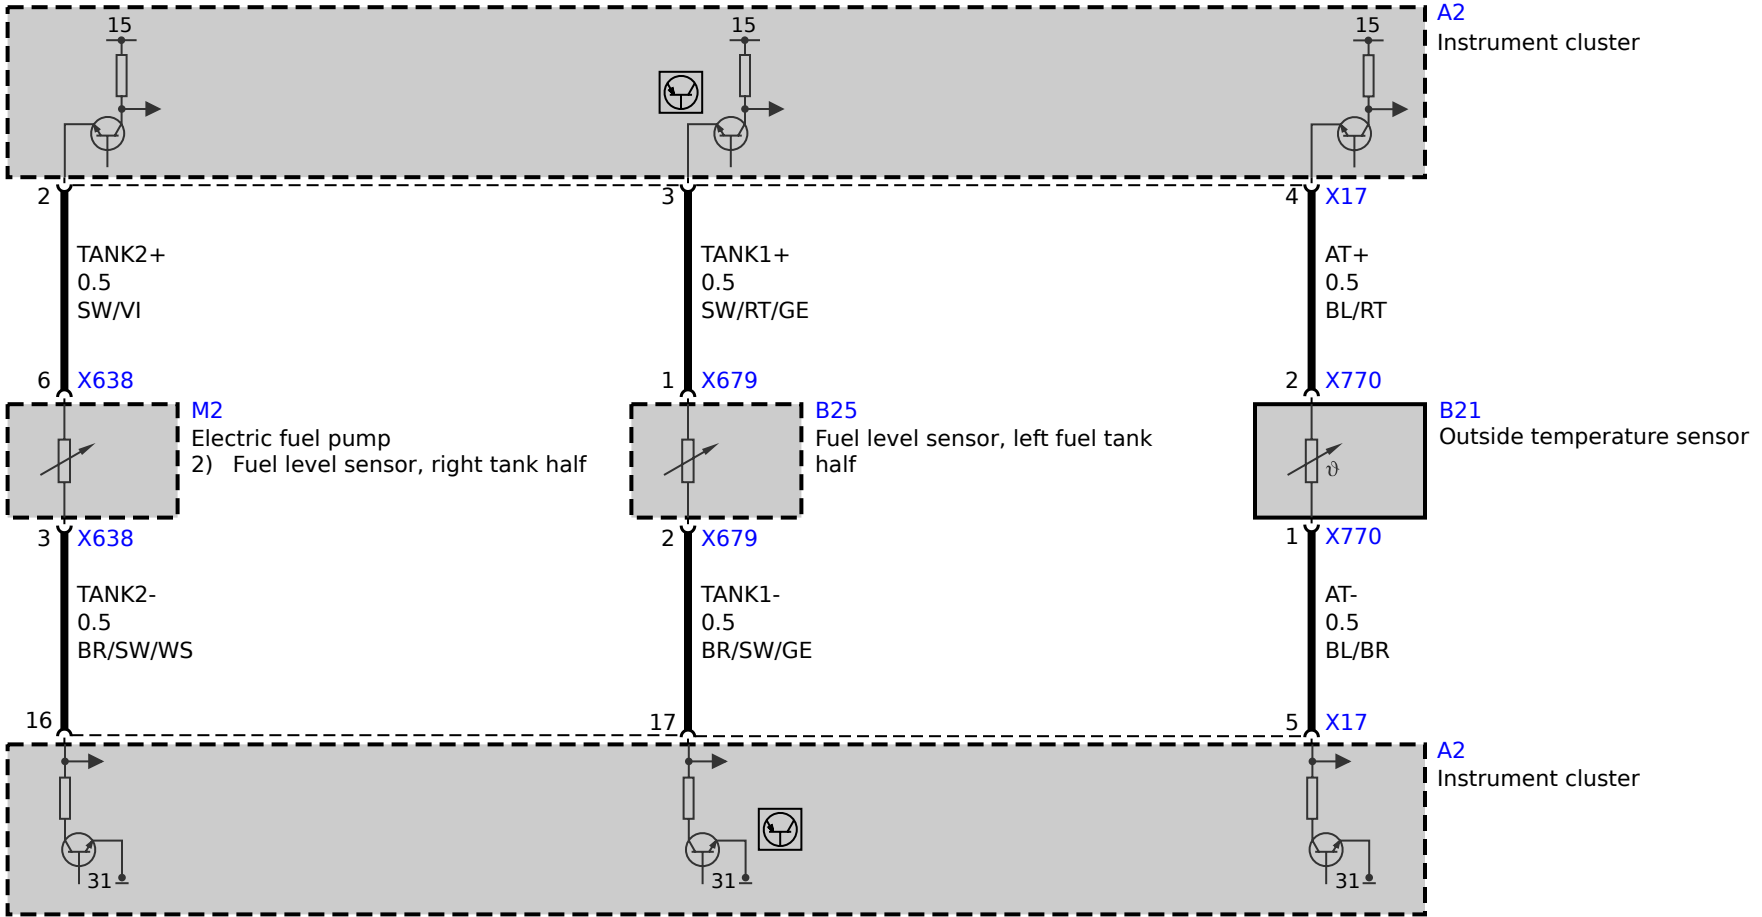 15
15
15
A2
Instrument cluster
2
3
4
X17
TANK2+
0.5
SW/VI
TANK1+
0.5
SW/RT/GE
AT+
0.5
BL/RT
6
X638
1
X679
2
X770
M2
Electric fuel pump
2) Fuel level sensor, right tank half
B25
Fuel level sensor, left fuel tank
half
B21
Outside temperature sensor
ϑ
3
X638
2
X679
1
X770
TANK2-
0.5
BR/SW/WS
TANK1-
0.5
BR/SW/GE
AT-
0.5
BL/BR
16
17
5
X17
A2
Instrument cluster
31
31
31